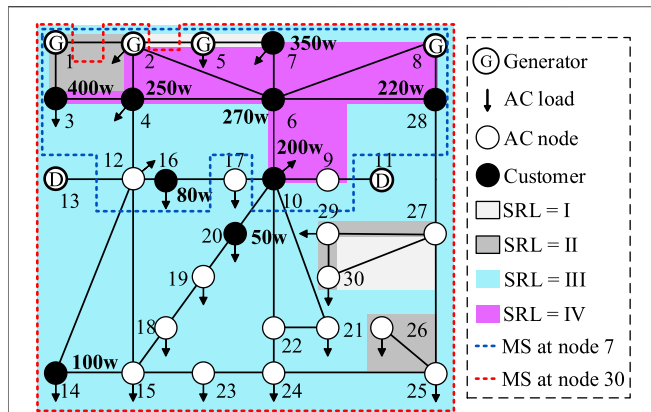 G G G 350w G
1 2 5 7 8
400w 250w 270w 220w
3 4 6 28
200w
12 16 17 9 11
D D
13 80w 10
29 27
20 50w
19 30
18 22 21 26
100w
14 15 23 24 25
G Generator
AC load
AC node
Customer
SRL = I
SRL = II
SRL = III
SRL = IV
MS at node 7
MS at node 30